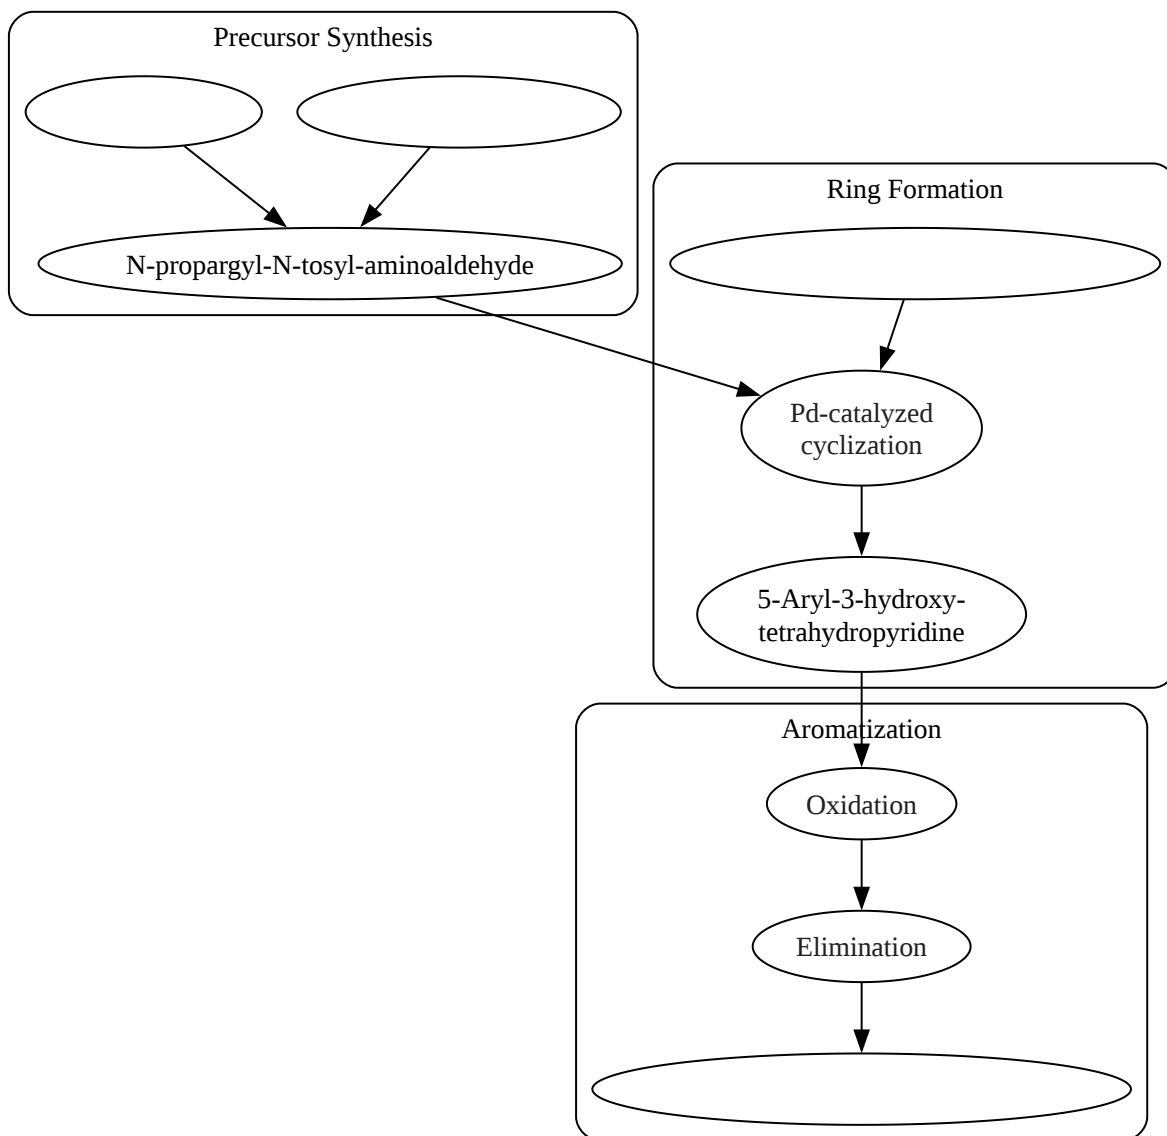 Precursor Synthesis
N-propargyl-N-tosyl-aminoaldehyde
Ring Formation
Pd-catalyzed
cyclization
5-Aryl-3-hydroxy-
tetrahydropyridine
Aromatization
Oxidation
Elimination